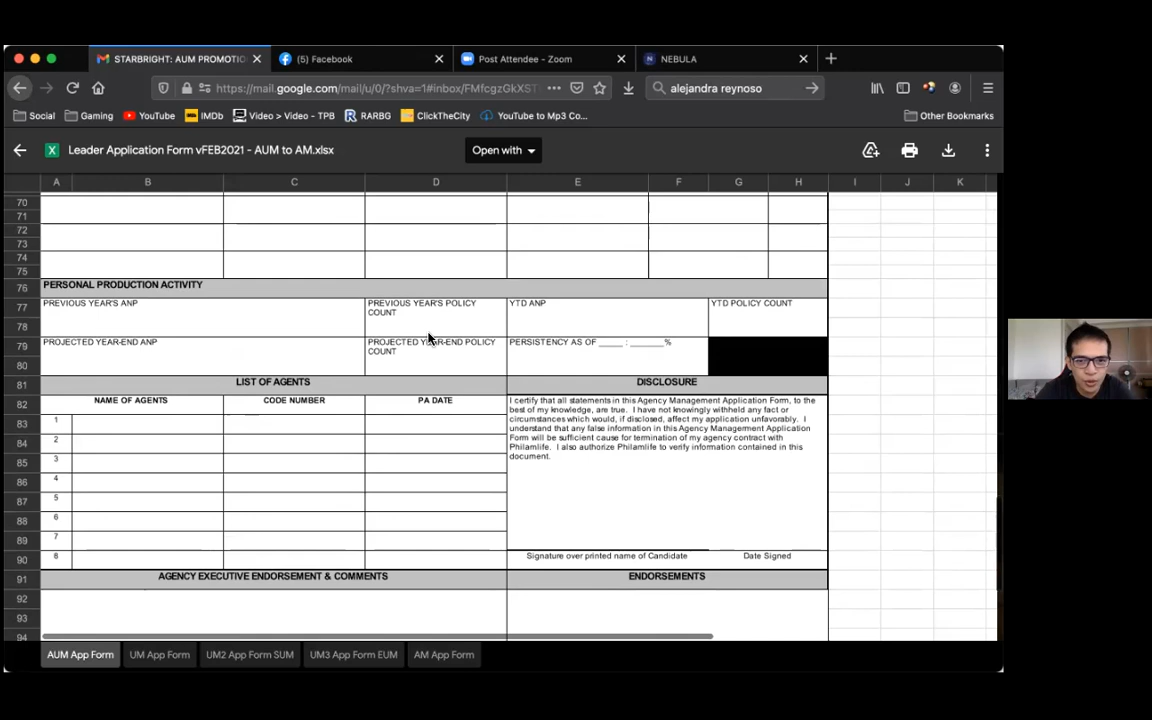 STARBRIGHT: AUM PROMOTIO
(5) Facebook
Post Attendee - Zoom
NEBULA
https://mail.google.com/mail/u/0/?shva=1#inbox/FMfcgzGkXST
alejandra reynoso
Social
Gaming
YouTube
IMDb
Video > Video - TPB
RARBG
ClickTheCity
YouTube to Mp3 Co...
Other Bookmarks
Leader Application Form vFEB2021 - AUM to AM.xlsx
Open with
A B C D E F G H I J K
70
71
72
73
74
75
76 PERSONAL PRODUCTION ACTIVITY
77 PREVIOUS YEAR'S ANP PREVIOUS YEAR'S POLICY COUNT YTD ANP YTD POLICY COUNT
78
79 PROJECTED YEAR-END ANP PROJECTED YEAR-END POLICY COUNT PERSISTENCY AS OF _____ : ______%
80
81 LIST OF AGENTS DISCLOSURE
82 NAME OF AGENTS CODE NUMBER PA DATE
I certify that all statements in this Agency Management Application Form, to the
best of my knowledge, are true. I have not knowingly withheld any fact or
circumstances which would, if disclosed, affect my application unfavorably. I
understand that any false information in this Agency Management Application
Form will be sufficient cause for termination of my agency contract with
Philamlife. I also authorize Philamlife to verify information contained in this
document.
83 1
84 2
85 3
86 4
87 5
88 6
89 7
90 8 Signature over printed name of Candidate Date Signed
91 AGENCY EXECUTIVE ENDORSEMENT & COMMENTS ENDORSEMENTS
92
93
94
AUM App Form
UM App Form
UM2 App Form SUM
UM3 App Form EUM
AM App Form